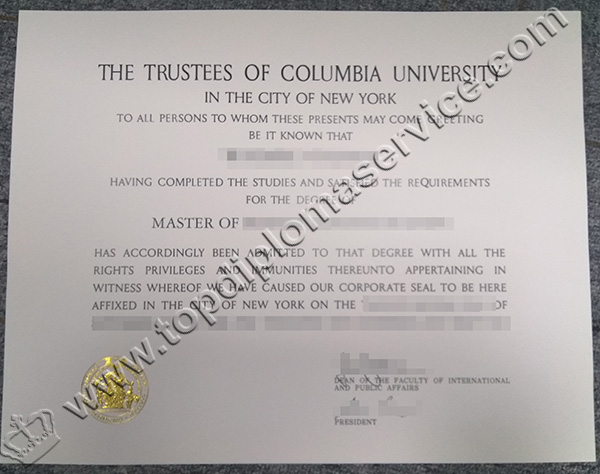 THE TRUSTEES OF COLUMBIA UNIVERSITY
IN THE CITY OF NEW YORK
TO ALL PERSONS TO WHOM THESE PRESENTS MAY COME GREETING
BE IT KNOWN THAT
HAVING COMPLETED THE STUDIES AND SATISFIED THE REQUIREMENTS
FOR THE DEGREE OF
MASTER OF
HAS ACCORDINGLY BEEN ADMITTED TO THAT DEGREE WITH ALL THE
RIGHTS PRIVILEGES AND IMMUNITIES THEREUNTO APPERTAINING IN
WITNESS WHEREOF WE HAVE CAUSED OUR CORPORATE SEAL TO BE HERE
AFFIXED IN THE CITY OF NEW YORK ON THE OF
DEAN OF THE FACULTY OF INTERNATIONAL
AND PUBLIC AFFAIRS
PRESIDENT
www.topdiplomaservice.com